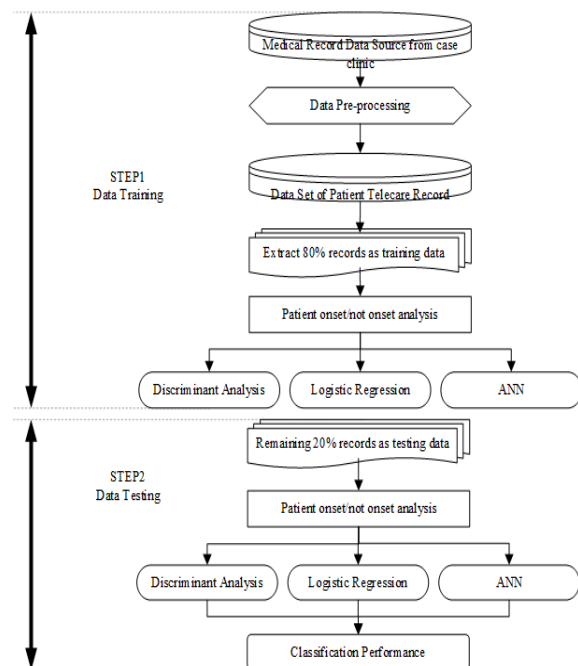 Medical Record Data Source from case
clinic
Data Pre-processing
STEP1
Data Training
Data Set of Patient Telecare Record
Extract 80% records as training data
Patient onset/not onset analysis
Discriminant Analysis
Logistic Regression
ANN
Remaining 20% records as testing data
STEP2
Data Testing
Patient onset/not onset analysis
Discriminant Analysis
Logistic Regression
ANN
Classification Performance